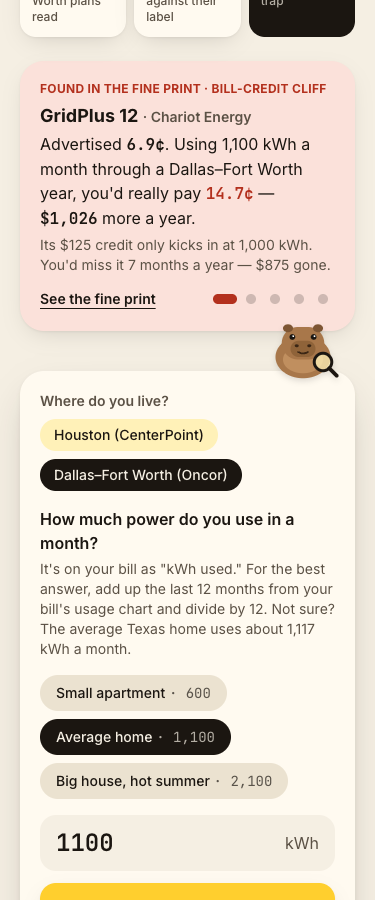 Worth plans
read
against their
label
trap
FOUND IN THE FINE PRINT · BILL-CREDIT CLIFF
GridPlus 12 · Chariot Energy
Advertised 6.9¢. Using 1,100 kWh a
month through a Dallas–Fort Worth
year, you'd really pay 14.7¢ —
$1,026 more a year.
Its $125 credit only kicks in at 1,000 kWh.
You'd miss it 7 months a year — $875 gone.
See the fine print
Where do you live?
Houston (CenterPoint)
Dallas–Fort Worth (Oncor)
How much power do you use in a
month?
It's on your bill as "kWh used." For the best
answer, add up the last 12 months from your
bill's usage chart and divide by 12. Not sure?
The average Texas home uses about 1,117
kWh a month.
Small apartment · 600
Average home · 1,100
Big house, hot summer · 2,100
1100 kWh